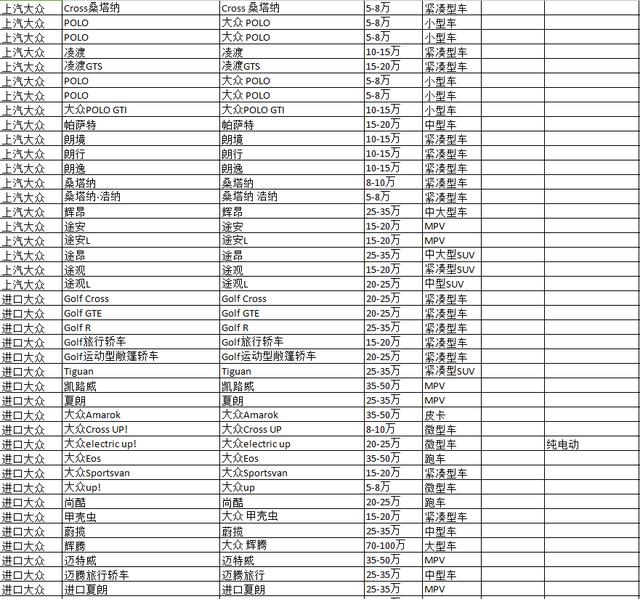 上汽大众 Cross桑塔纳 Cross 桑塔纳 5-8万 紧凑型车
上汽大众 POLO 大众 POLO 5-8万 小型车
上汽大众 POLO 大众 POLO 5-8万 小型车
上汽大众 凌渡 凌渡 10-15万 紧凑型车
上汽大众 凌渡GTS 凌渡GTS 15-20万 紧凑型车
上汽大众 POLO 大众 POLO 5-8万 小型车
上汽大众 POLO 大众 POLO 5-8万 小型车
上汽大众 大众POLO GTI 大众POLO GTI 10-15万 小型车
上汽大众 帕萨特 帕萨特 15-20万 中型车
上汽大众 朗境 朗境 10-15万 紧凑型车
上汽大众 朗行 朗行 10-15万 紧凑型车
上汽大众 朗逸 朗逸 10-15万 紧凑型车
上汽大众 桑塔纳 桑塔纳 8-10万 紧凑型车
上汽大众 桑塔纳·浩纳 桑塔纳 浩纳 5-8万 紧凑型车
上汽大众 辉昂 辉昂 25-35万 中大型车
上汽大众 途安 途安 15-20万 MPV
上汽大众 途安L 途安L 15-20万 MPV
上汽大众 途昂 途昂 25-35万 中大型SUV
上汽大众 途观 途观 15-20万 紧凑型SUV
上汽大众 途观L 途观L 20-25万 中型SUV
进口大众 Golf Cross Golf Cross 20-25万 紧凑型车
进口大众 Golf GTE Golf GTE 20-25万 紧凑型车
进口大众 Golf R Golf R 25-35万 紧凑型车
进口大众 Golf旅行轿车 Golf旅行轿车 15-20万 紧凑型车
进口大众 Golf运动型敞篷轿车 Golf运动型敞篷轿车 20-25万 紧凑型车
进口大众 Tiguan Tiguan 25-35万 紧凑型SUV
进口大众 凯路威 凯路威 35-50万 MPV
进口大众 夏朗 夏朗 25-35万 MPV
进口大众 大众Amarok 大众Amarok 35-50万 皮卡
进口大众 大众Cross UP! 大众Cross UP 8-10万 微型车
进口大众 大众electric up! 大众electric up 20-25万 微型车 纯电动
进口大众 大众Eos 大众Eos 35-50万 跑车
进口大众 大众Sportsvan 大众Sportsvan 15-20万 紧凑型车
进口大众 大众up! 大众up 5-8万 微型车
进口大众 尚酷 尚酷 20-25万 跑车
进口大众 甲壳虫 大众 甲壳虫 15-20万 紧凑型车
进口大众 蔚揽 蔚揽 25-35万 中型车
进口大众 辉腾 大众 辉腾 70-100万 大型车
进口大众 迈特威 迈特威 35-50万 MPV
进口大众 迈腾旅行轿车 迈腾旅行 25-35万 中型车
进口大众 进口夏朗 进口夏朗 25-35万 MPV